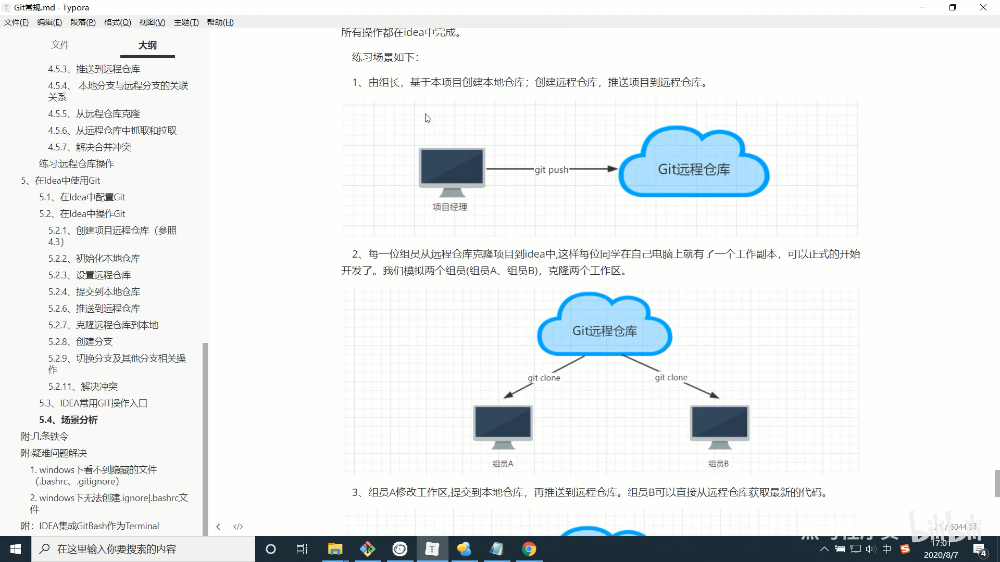 Git常规.md - Typora
文件(F) 编辑(E) 段落(P) 格式(O) 视图(V) 主题(T) 帮助(H)
文件 大纲
4.5.3、推送到远程仓库
4.5.4、 本地分支与远程分支的关联
关系
4.5.5、从远程仓库克隆
4.5.6、从远程仓库中抓取和拉取
4.5.7、解决合并冲突
练习:远程仓库操作
5、在Idea中使用Git
5.1、在Idea中配置Git
5.2、在Idea中操作Git
5.2.1、创建项目远程仓库（参照
4.3）
5.2.2、初始化本地仓库
5.2.3、设置远程仓库
5.2.4、提交到本地仓库
5.2.6、推送到远程仓库
5.2.7、克隆远程仓库到本地
5.2.8、创建分支
5.2.9、切换分支及其他分支相关操
作
5.2.11、解决冲突
5.3、IDEA常用GIT操作入口
5.4、场景分析
附:几条铁令
附:疑难问题解决
1. windows下看不到隐藏的文件
（.bashrc、.gitignore）
2. windows下无法创建.ignore|.bashrc文
件
附：IDEA集成GitBash作为Terminal
所有操作都在idea中完成。
练习场景如下：
1、由组长，基于本项目创建本地仓库；创建远程仓库，推送项目到远程仓库。
git push
Git远程仓库
项目经理
2、每一位组员从远程仓库克隆项目到idea中,这样每位同学在自己电脑上就有了一个工作副本，可以正式的开始
开发了。我们模拟两个组员(组员A、组员B)，克隆两个工作区。
Git远程仓库
git clone
git clone
组员A
组员B
3、组员A修改工作区,提交到本地仓库，再推送到远程仓库。组员B可以直接从远程仓库获取最新的代码。
21 / 6044 词
bilibili
在这里输入你要搜索的内容
中
17:01
2020/8/7
4